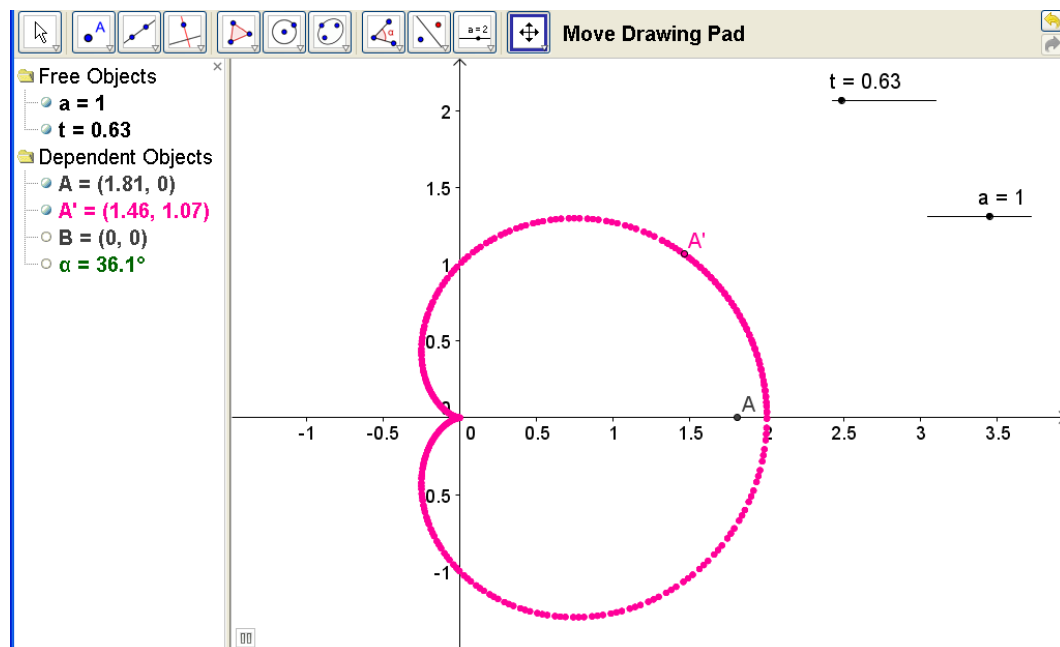 A
α
a = 2
Move Drawing Pad
Free Objects
a = 1
t = 0.63
Dependent Objects
A = (1.81, 0)
A' = (1.46, 1.07)
B = (0, 0)
α = 36.1°
t = 0.63
a = 1
2
1.5
1
0.5
0
0.5
-1
-1
-0.5
0
0.5
1
1.5
2
2.5
3
3.5
A'
A